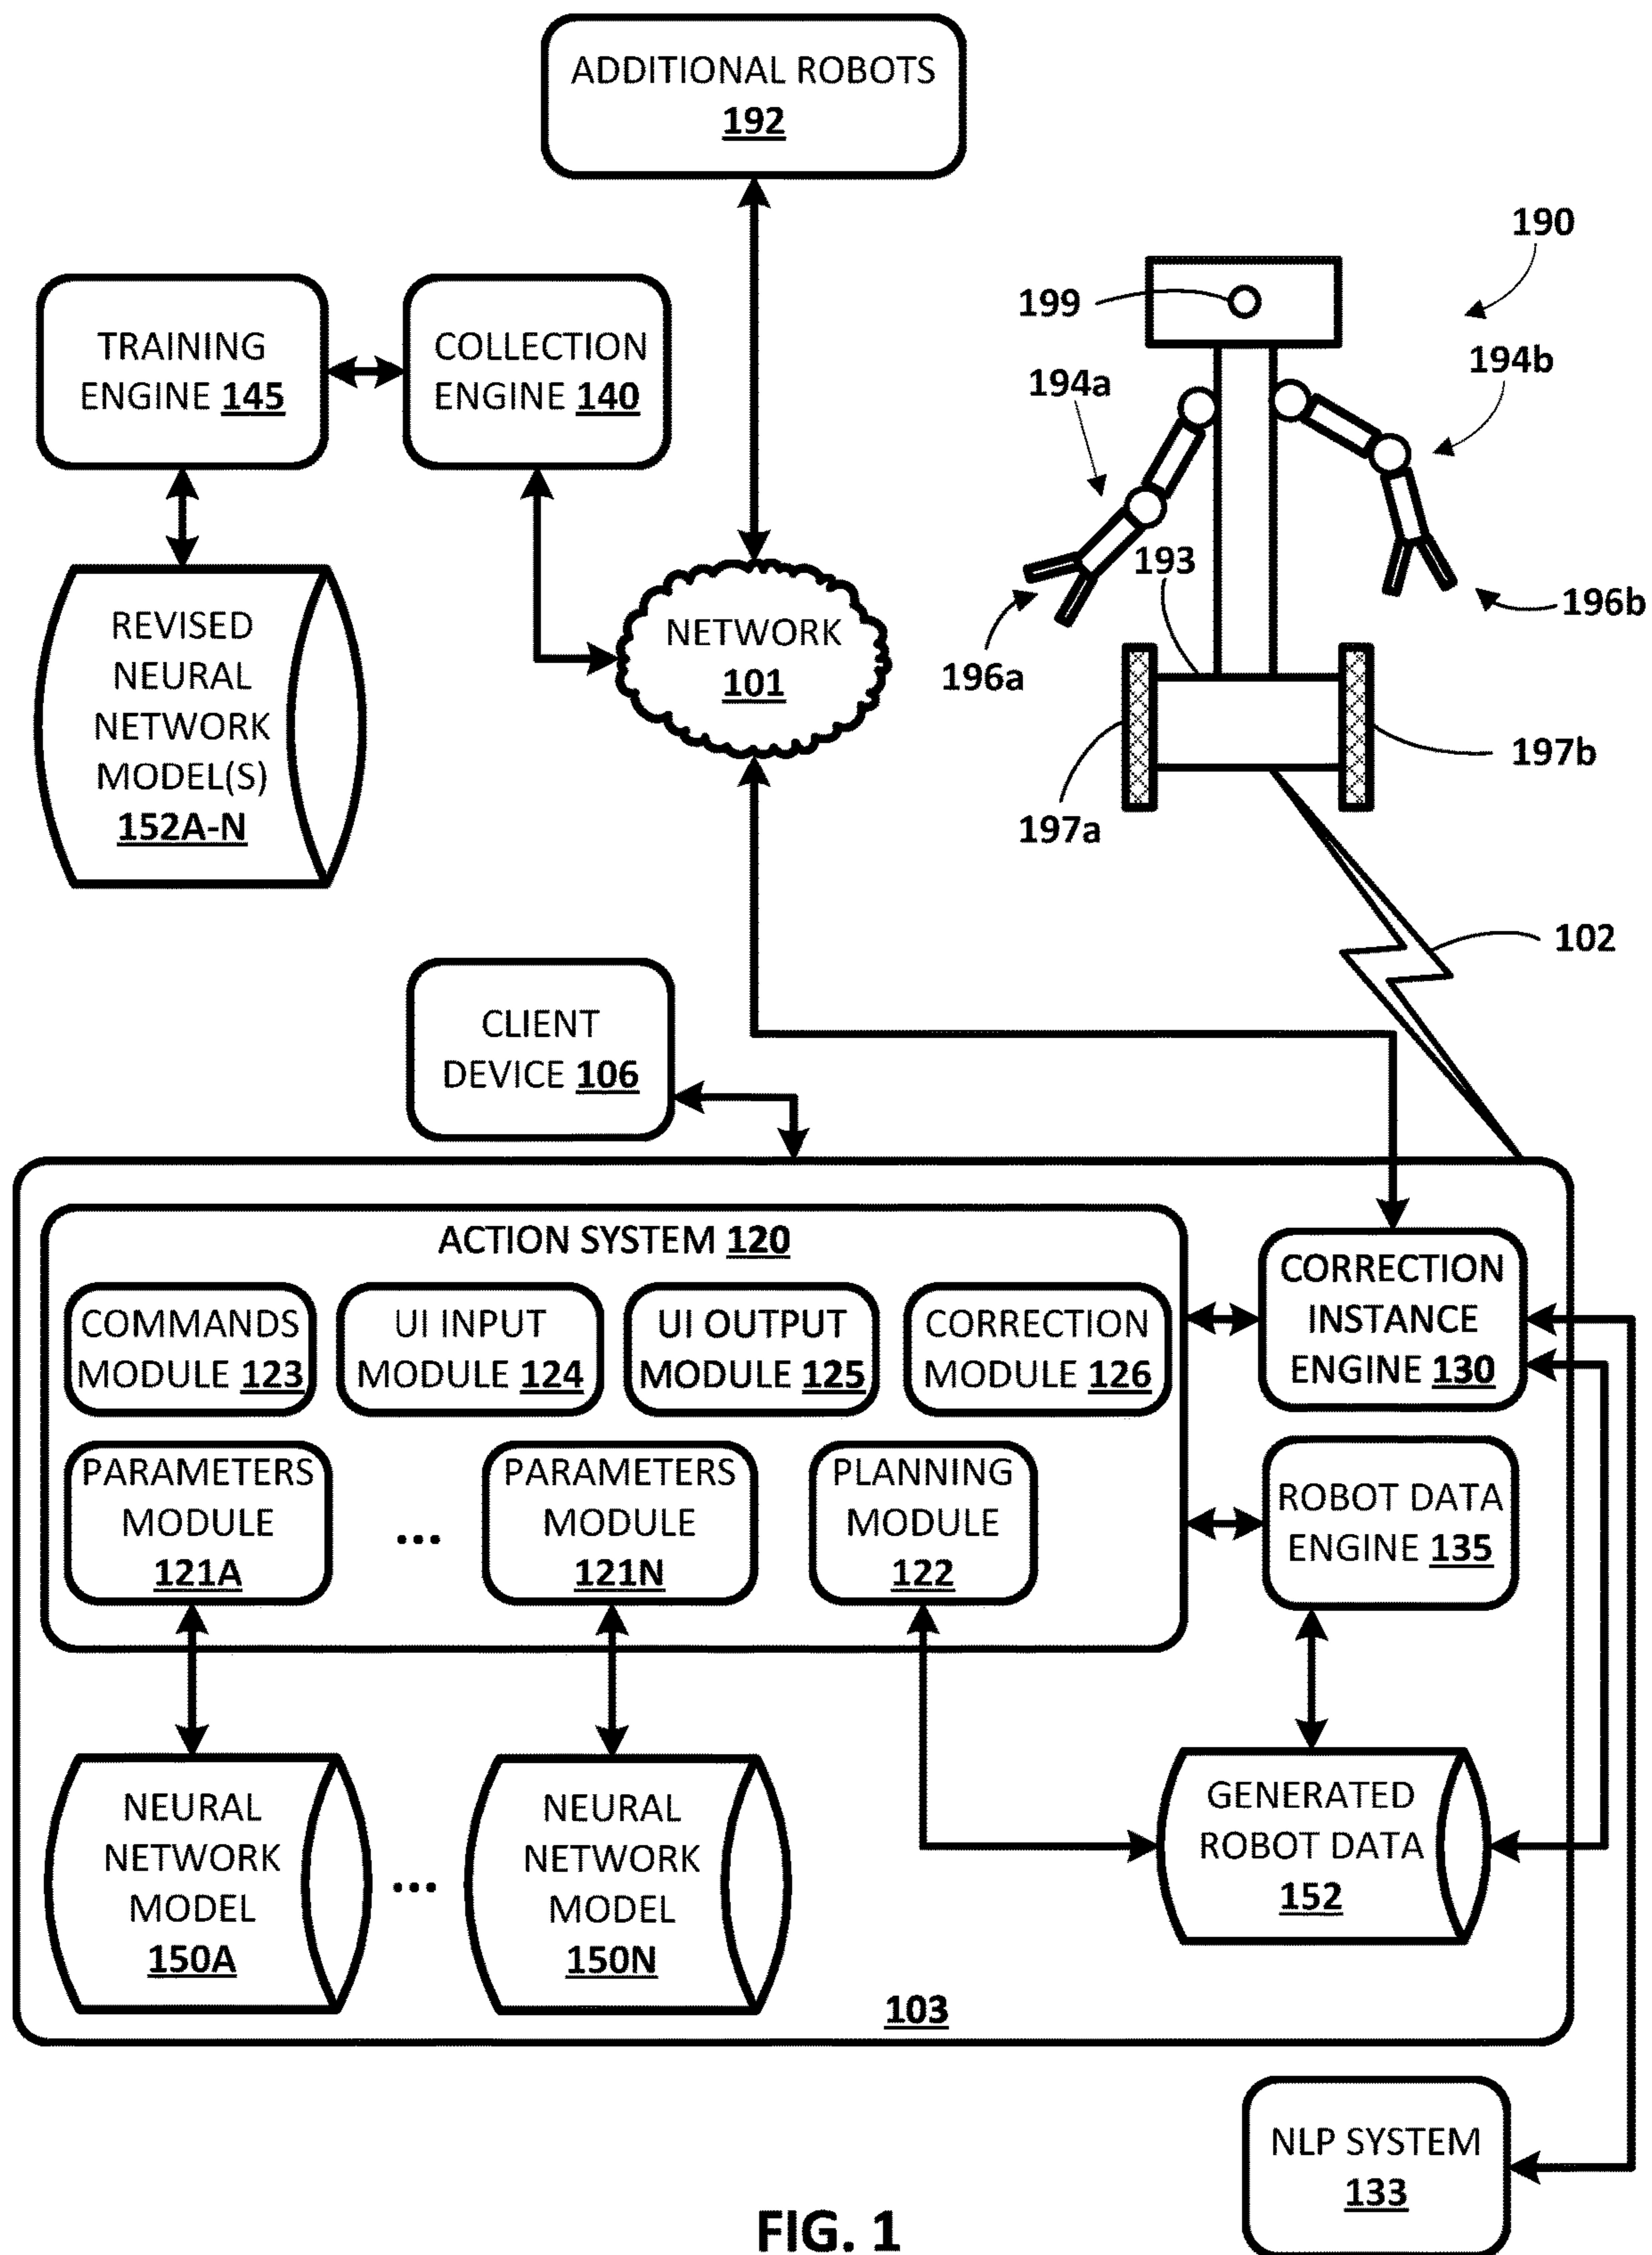 ADDITIONAL ROBOTS
192
190
199
TRAINING
ENGINE 145
COLLECTION
ENGINE 140
194a
194b
193
196a
196b
REVISED
NEURAL
NETWORK
MODEL(S)
152A-N
NETWORK
101
197a
197b
102
CLIENT
DEVICE 106
ACTION SYSTEM 120
COMMANDS
MODULE 123
UI INPUT
MODULE 124
UI OUTPUT
MODULE 125
CORRECTION
MODULE 126
CORRECTION
INSTANCE
ENGINE 130
PARAMETERS
MODULE
121A
...
PARAMETERS
MODULE
121N
PLANNING
MODULE
122
ROBOT DATA
ENGINE 135
NEURAL
NETWORK
MODEL
150A
...
NEURAL
NETWORK
MODEL
150N
GENERATED
ROBOT DATA
152
103
NLP SYSTEM
133
FIG. 1